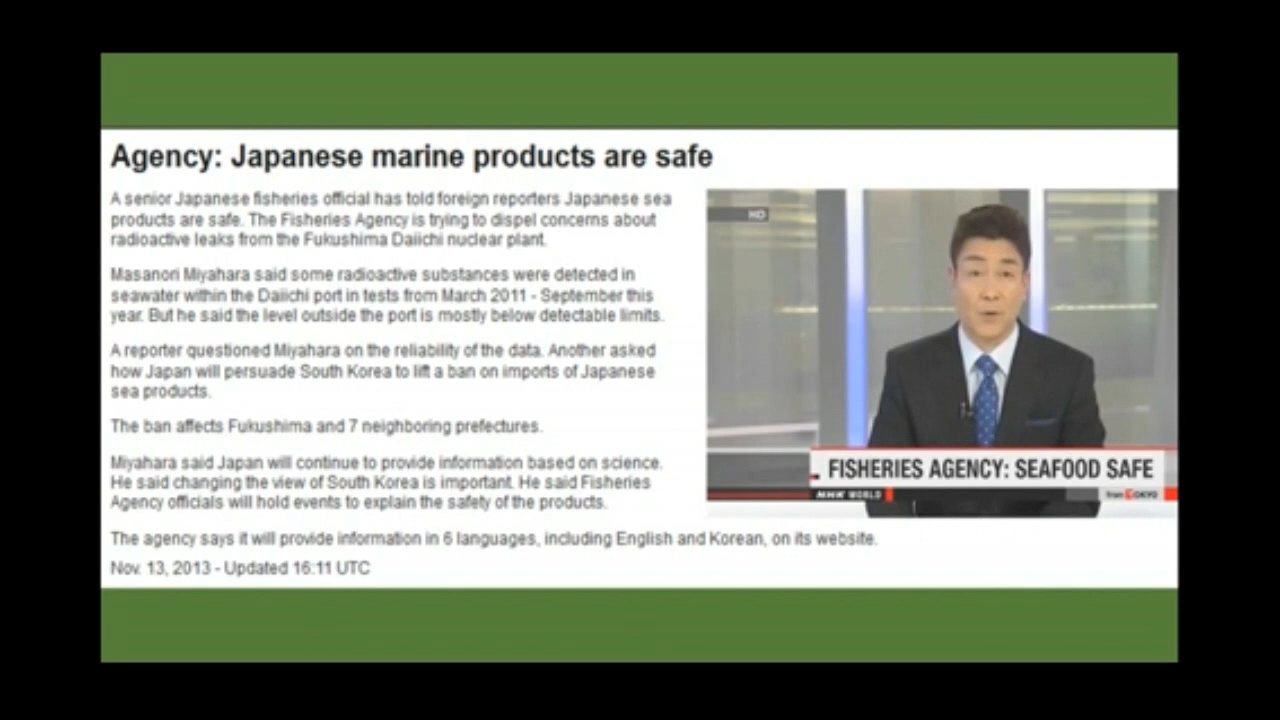 Agency: Japanese marine products are safe
A senior Japanese fisheries official has told foreign reporters Japanese sea
products are safe. The Fisheries Agency is trying to dispel concerns about
radioactive leaks from the Fukushima Daiichi nuclear plant.
Masanori Miyahara said some radioactive substances were detected in
seawater within the Daiichi port in tests from March 2011 - September this
year. But he said the level outside the port is mostly below detectable limits.
A reporter questioned Miyahara on the reliability of the data. Another asked
how Japan will persuade South Korea to lift a ban on imports of Japanese
sea products.
The ban affects Fukushima and 7 neighboring prefectures.
Miyahara said Japan will continue to provide information based on science.
He said changing the view of South Korea is important. He said Fisheries
Agency officials will hold events to explain the safety of the products.
The agency says it will provide information in 6 languages, including English and Korean, on its website.
Nov. 13, 2013 - Updated 16:11 UTC
HD
FISHERIES AGENCY: SEAFOOD SAFE
NHK WORLD
from TOKYO